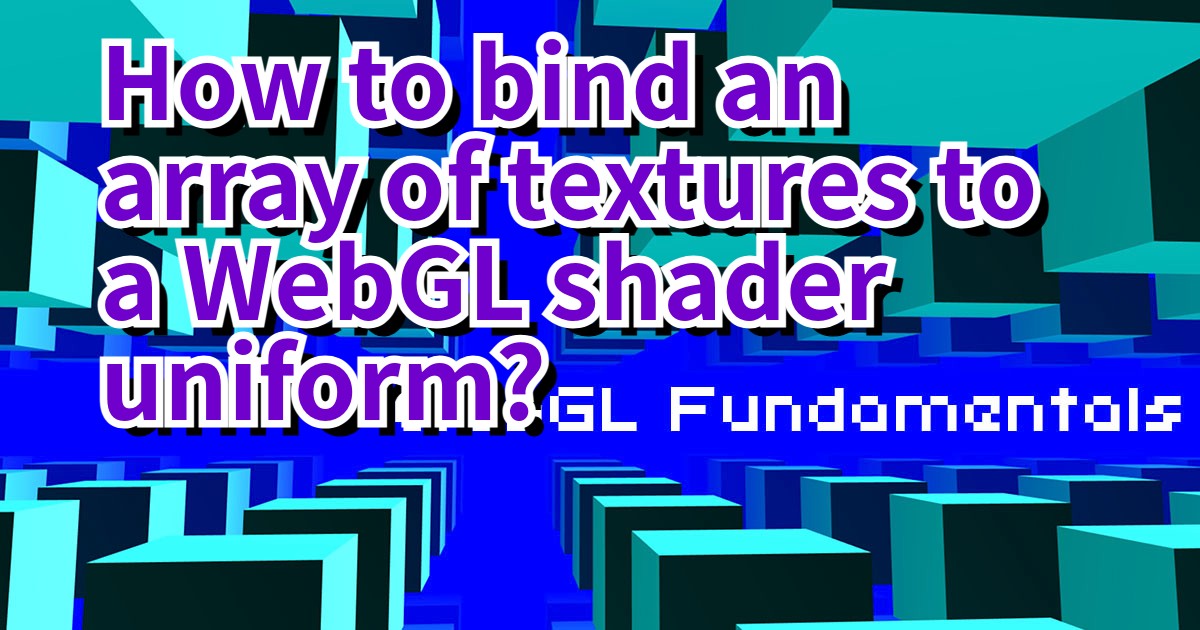 How to bind an
array of textures to
a WebGL shader
uniform?
GL Fundamentals